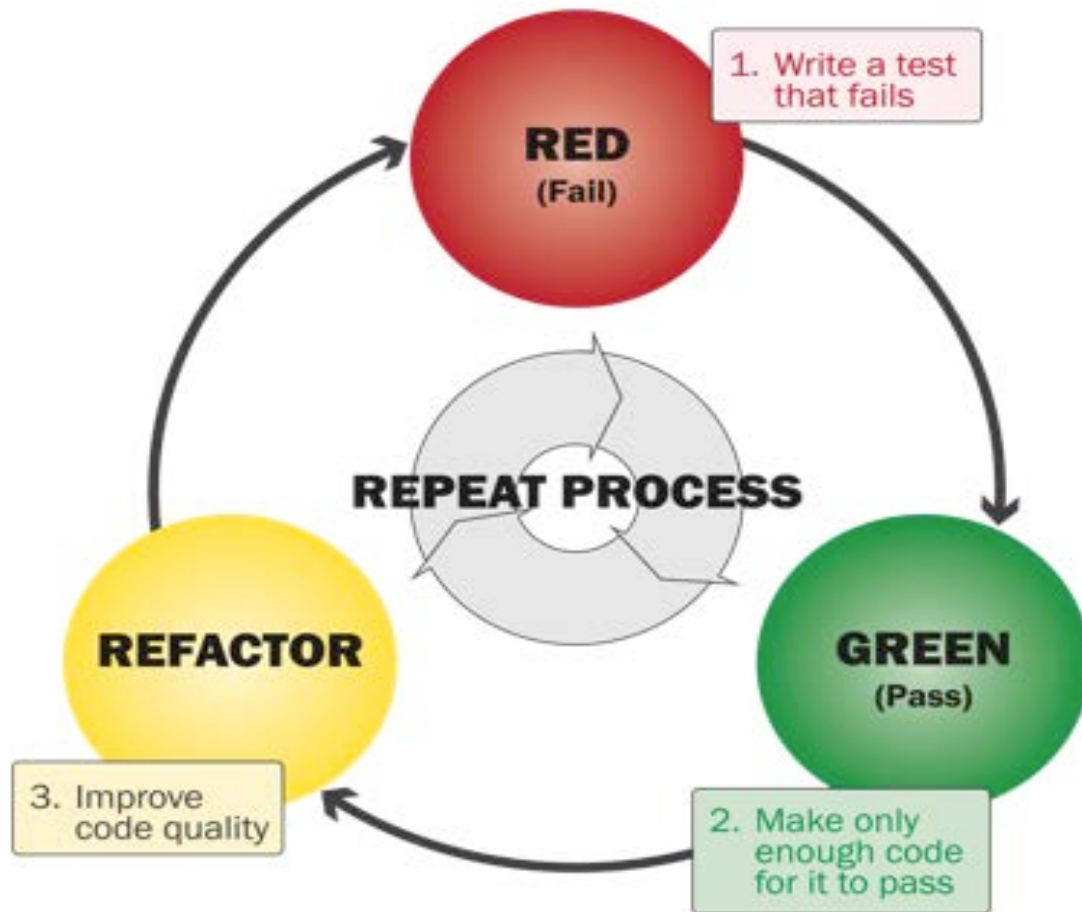 1. Write a test
that fails
RED
(Fail)
REPEAT PROCESS
REFACTOR
GREEN
(Pass)
3. Improve
code quality
2. Make only
enough code
for it to pass